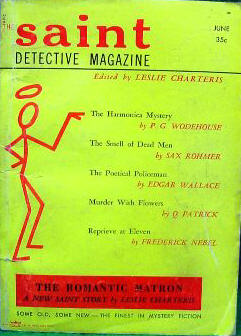 THE
saint
DETECTIVE MAGAZINE
JUNE
35c
Edited by LESLIE CHARTERIS
The Harmonica Mystery
by P. G. WODEHOUSE
The Smell of Dead Men
by SAX ROHMER
The Poetical Policeman
by EDGAR WALLACE
Murder With Flowers
by Q. PATRICK
Reprieve at Eleven
by FREDERICK NEBEL
THE ROMANTIC MATRON
A NEW SAINT STORY by LESLIE CHARTERIS
SOME OLD, SOME NEW—THE FINEST IN MYSTERY FICTION